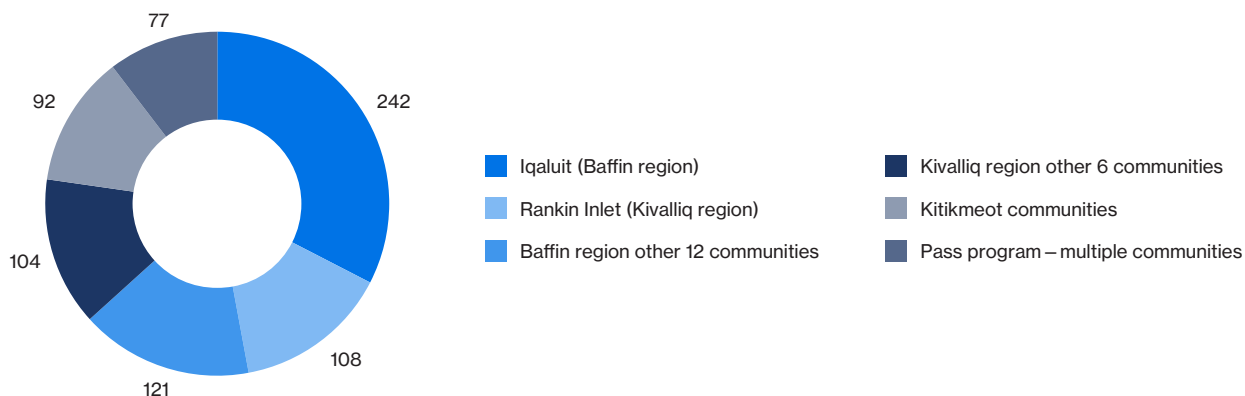 77
242
92
104
108
121
Iqaluit (Baffin region)
Rankin Inlet (Kivalliq region)
Baffin region other 12 communities
Kivalliq region other 6 communities
Kitikmeot communities
Pass program – multiple communities